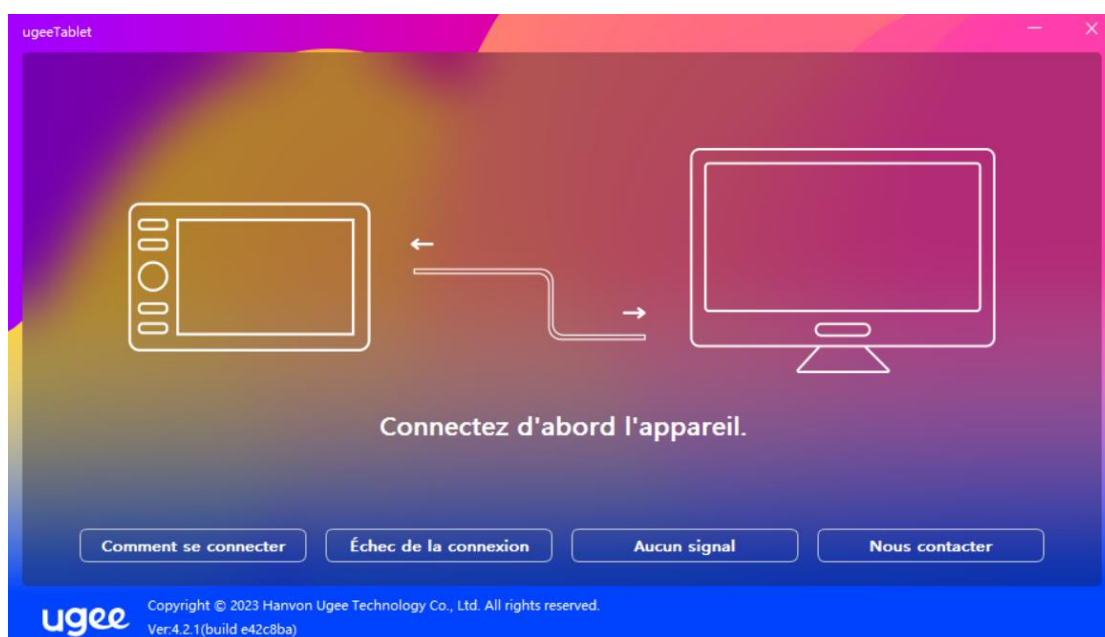 ugeeTablet
Connectez d'abord l'appareil.
Comment se connecter
Échec de la connexion
Aucun signal
Nous contacter
ugee
Copyright © 2023 Hanvon Ugee Technology Co., Ltd. All rights reserved.
Ver:4.2.1(build e42c8ba)